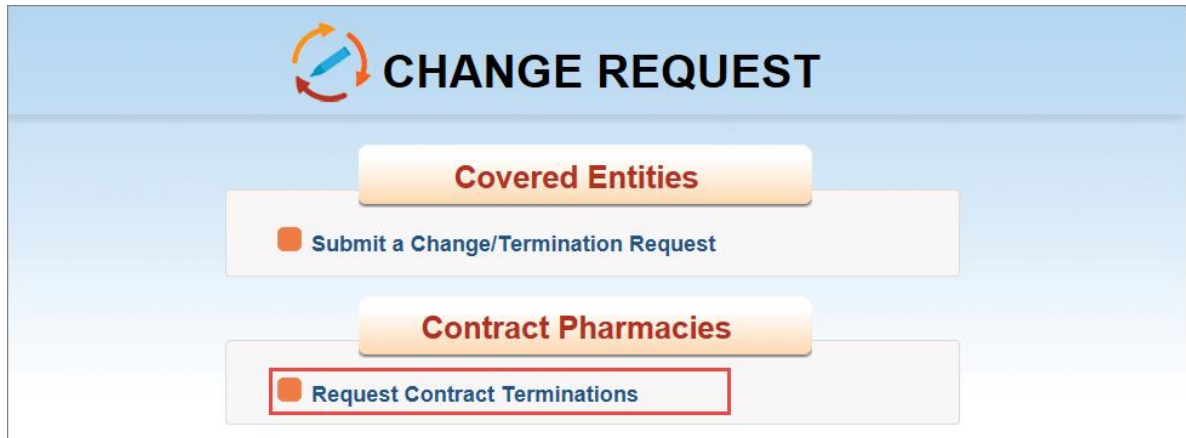 CHANGE REQUEST
Covered Entities
Submit a Change/Termination Request
Contract Pharmacies
Request Contract Terminations